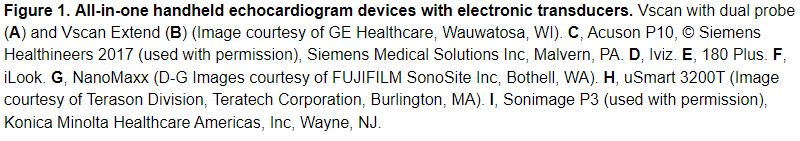 Figure 1. All-in-one handheld echocardiogram devices with electronic transducers. Vscan with dual probe
(A) and Vscan Extend (B) (Image courtesy of GE Healthcare, Wauwatosa, WI). C, Acuson P10, © Siemens
Healthineers 2017 (used with permission), Siemens Medical Solutions Inc, Malvern, PA. D, Iviz. E, 180 Plus. F,
iLook. G, NanoMaxx (D-G Images courtesy of FUJIFILM SonoSite Inc, Bothell, WA). H, uSmart 3200T (Image
courtesy of Terason Division, Teratech Corporation, Burlington, MA). I, Sonimage P3 (used with permission),
Konica Minolta Healthcare Americas, Inc, Wayne, NJ.